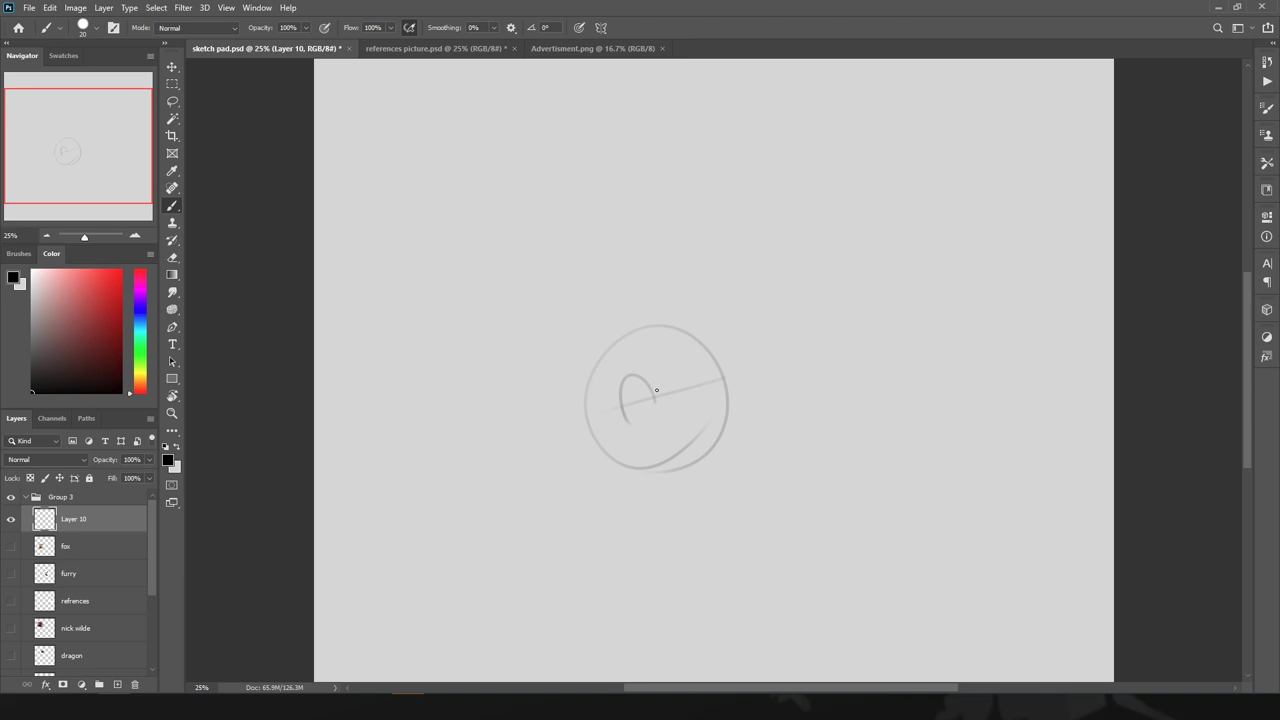 Ps File Edit Image Layer Type Select Filter 3D View Window Help
20 Mode: Normal Opacity: 100% Flow: 100% Smoothing: 0% 0°
sketch pad.psd @ 25% (Layer 10, RGB/8#) * × references picture.psd @ 25% (RGB/8#) * × Advertisment.png @ 16.7% (RGB/8) ×
Navigator Swatches
25%
Brushes Color
Layers Channels Paths
Kind
Normal Opacity: 100%
Lock: Fill: 100%
Group 3
Layer 10
fox
furry
refrences
nick wilde
dragon
25% Doc: 65.9M/126.3M